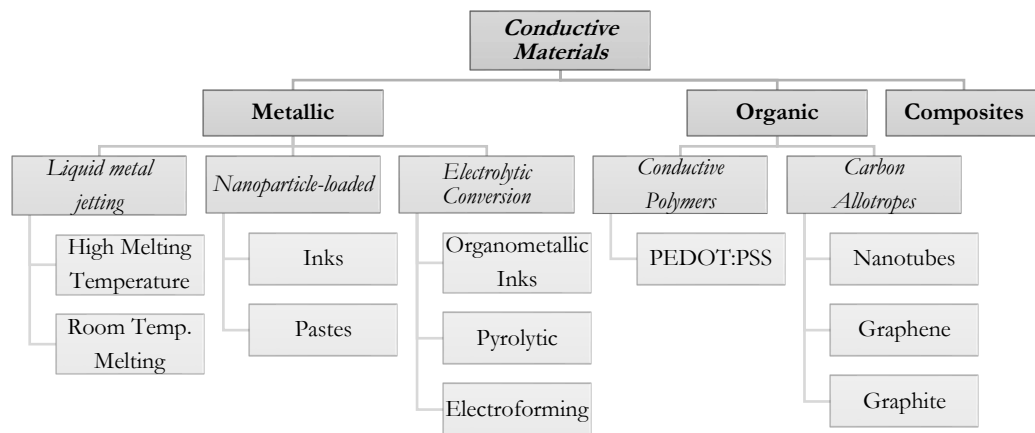 Conductive
Materials
Metallic
Organic
Composites
Liquid metal
jetting
Nanoparticle-loaded
Electrolytic
Conversion
Conductive
Polymers
Carbon
Allotropes
High Melting
Temperature
Room Temp.
Melting
Inks
Pastes
Organometallic
Inks
Pyrolytic
Electroforming
PEDOT:PSS
Nanotubes
Graphene
Graphite